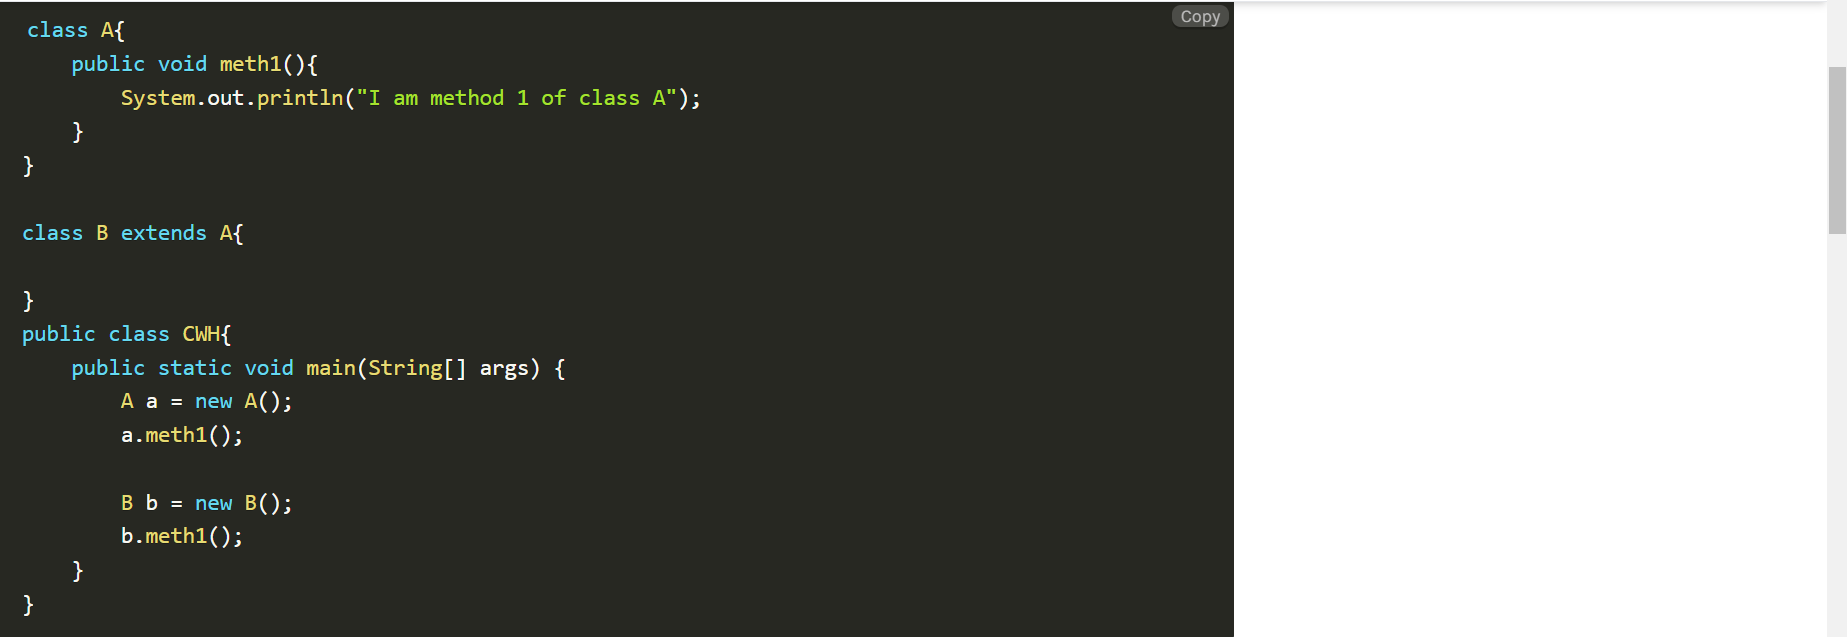 Copy
class A{
    public void meth1(){
        System.out.println("I am method 1 of class A");
    }
}
class B extends A{
}
public class CWH{
    public static void main(String[] args) {
        A a = new A();
        a.meth1();
        B b = new B();
        b.meth1();
    }
}